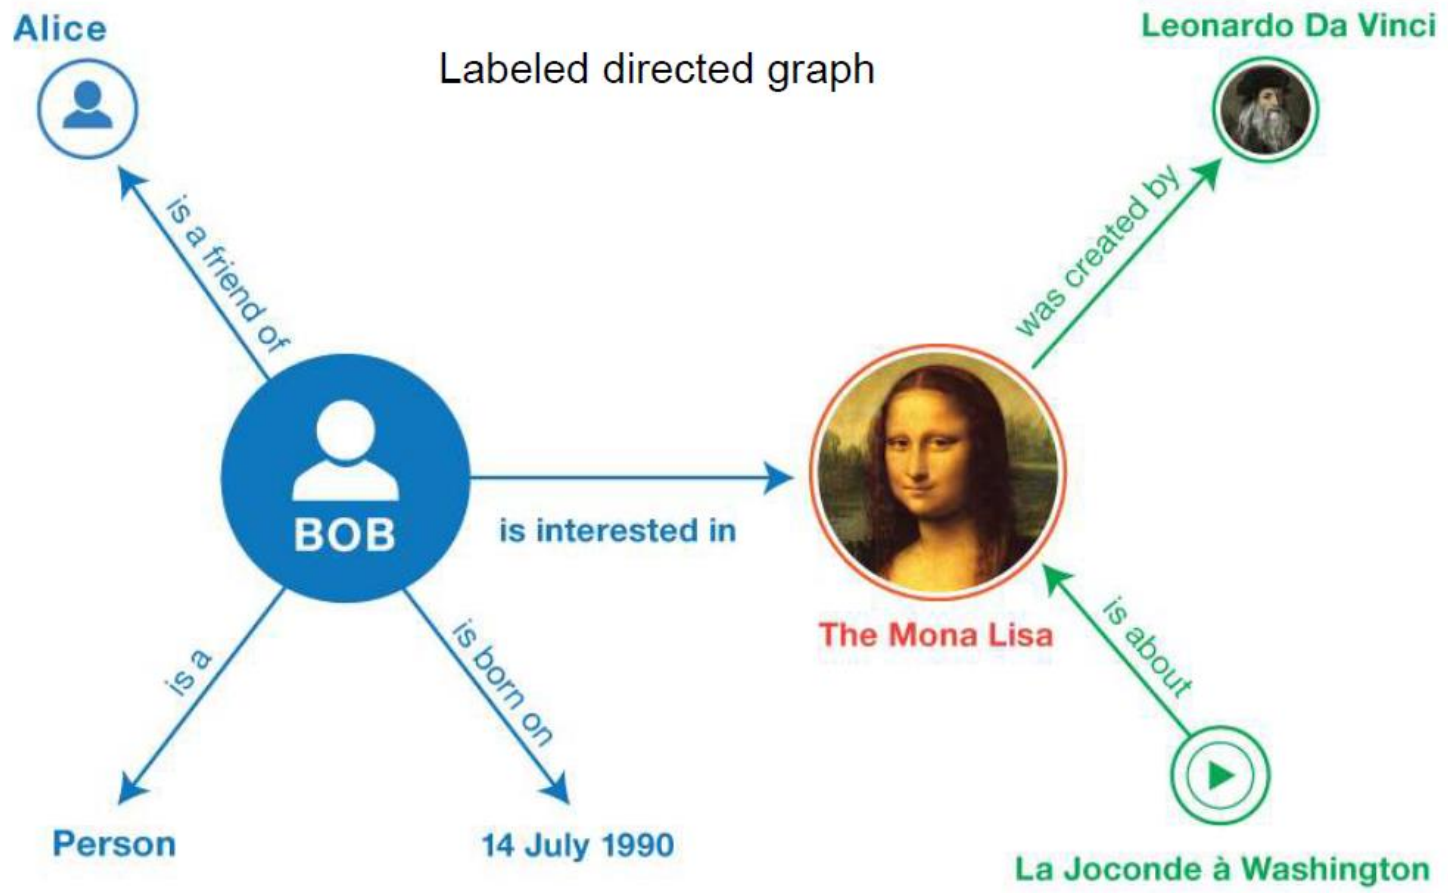 Alice
Labeled directed graph
Leonardo Da Vinci
is a friend of
was created by
BOB
is interested in
The Mona Lisa
is a
is born on
is about
Person
14 July 1990
La Joconde à Washington